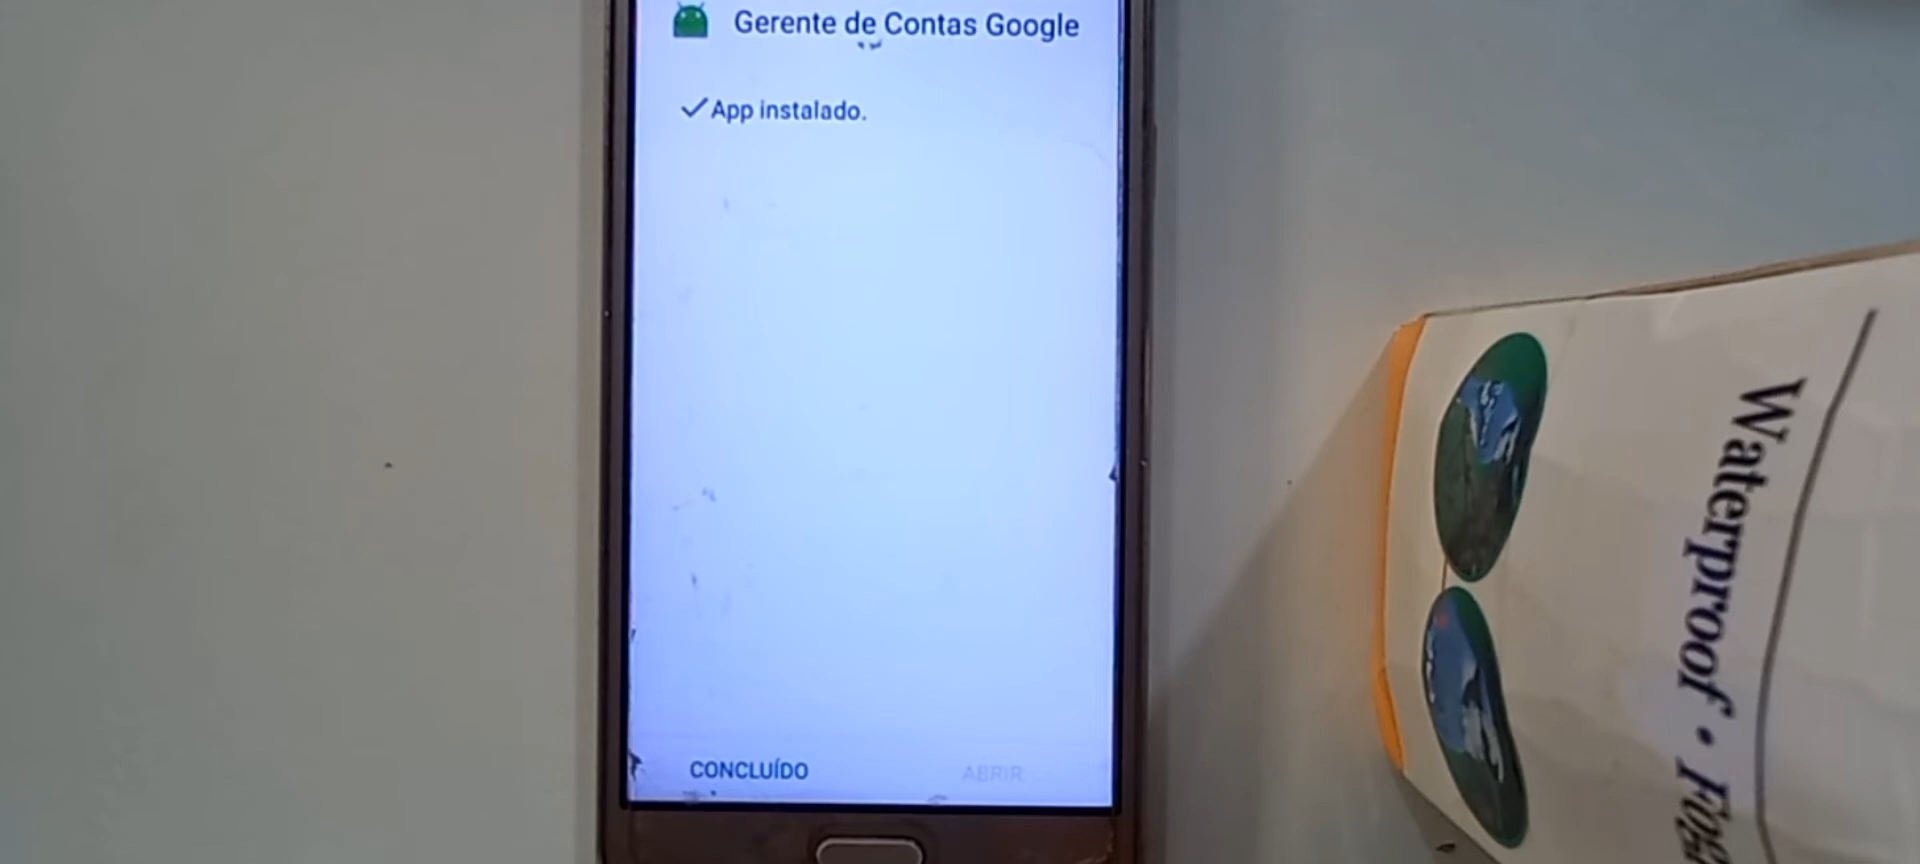 Gerente de Contas Google
App instalado.
CONCLUÍDO
ABRIR
Waterproof •